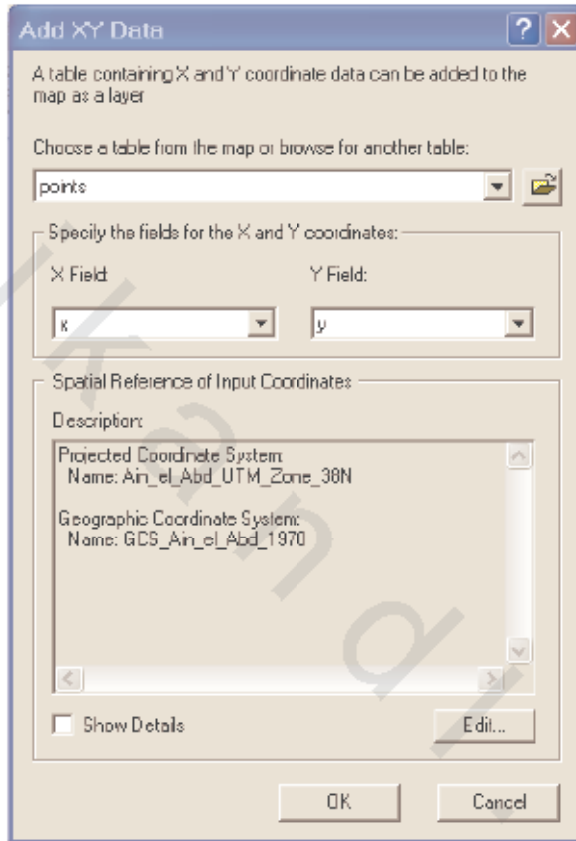 Add XY Data
A table containing X and Y coordinate data can be added to the
map as a layer
Choose a table from the map or browse for another table:
points
Specify the fields for the X and Y coordinates:
X Field: Y Field:
x y
Spatial Reference of Input Coordinates
Description:
Projected Coordinate System:
Name: Ain_el_Abd_UTM_Zone_38N
Geographic Coordinate System:
Name: GCS_Ain_el_Abd_1970
Show Details Edit...
OK Cancel